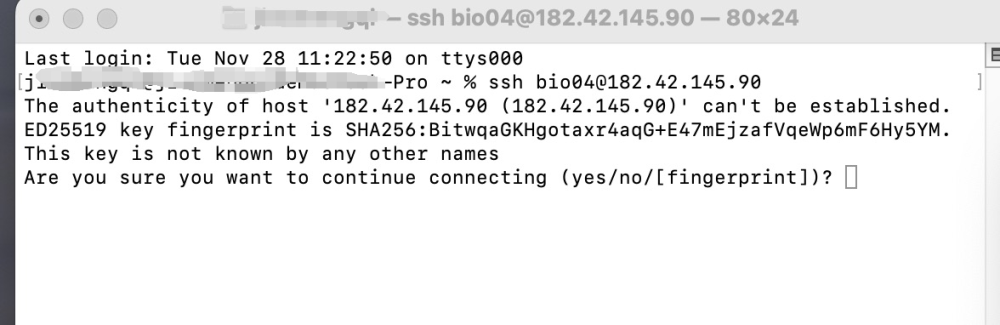 — ssh bio04@182.42.145.90 — 80×24
Last login: Tue Nov 28 11:22:50 on ttys000
-Pro ~ % ssh bio04@182.42.145.90
The authenticity of host '182.42.145.90 (182.42.145.90)' can't be established.
ED25519 key fingerprint is SHA256:BitwqaGKHgotaxr4aqG+E47mEjzafVqeWp6mF6Hy5YM.
This key is not known by any other names
Are you sure you want to continue connecting (yes/no/[fingerprint])?